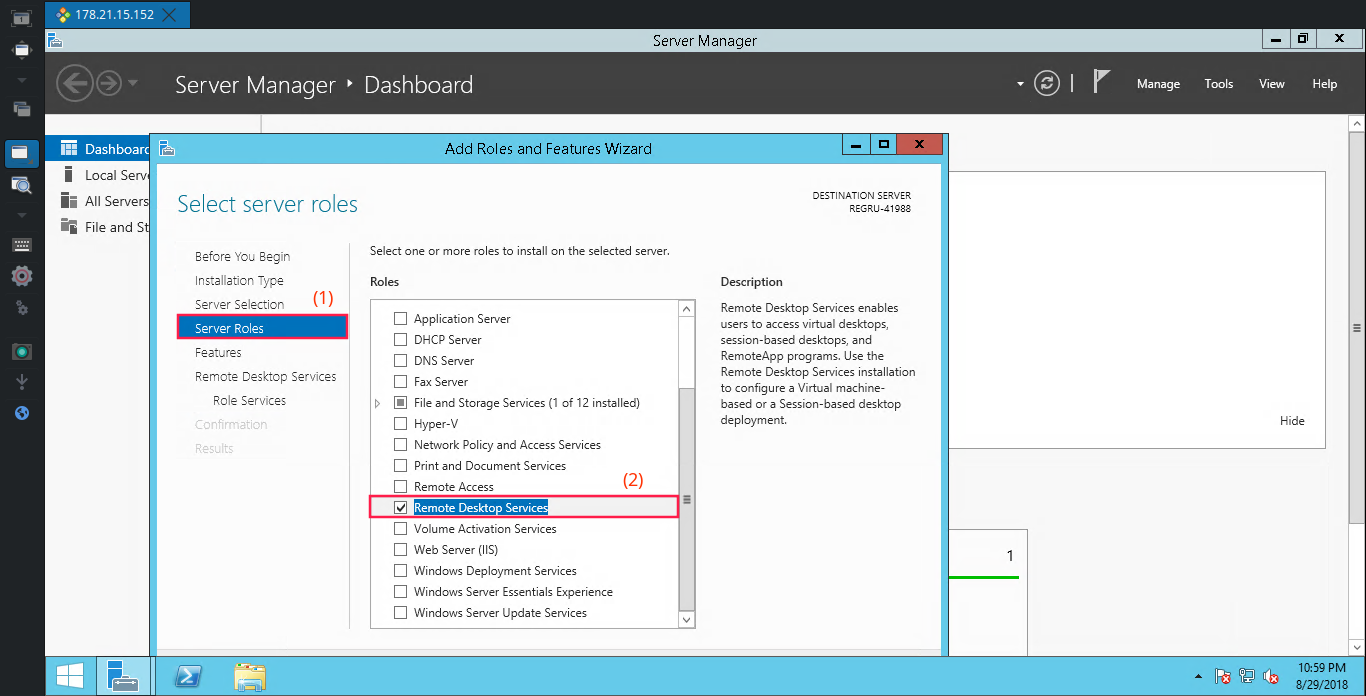 178.21.15.152
Server Manager
Server Manager Dashboard
Manage Tools View Help
Dashboard
Local Serv
All Servers
File and St
Add Roles and Features Wizard
Select server roles
DESTINATION SERVER
REGRU-41988
Before You Begin
Installation Type
Server Selection
(1)
Server Roles
Features
Remote Desktop Services
Role Services
Confirmation
Results
Select one or more roles to install on the selected server.
Roles
Application Server
DHCP Server
DNS Server
Fax Server
File and Storage Services (1 of 12 installed)
Hyper-V
Network Policy and Access Services
Print and Document Services
Remote Access
(2)
Remote Desktop Services
Volume Activation Services
Web Server (IIS)
Windows Deployment Services
Windows Server Essentials Experience
Windows Server Update Services
Description
Remote Desktop Services enables
users to access virtual desktops,
session-based desktops, and
RemoteApp programs. Use the
Remote Desktop Services installation
to configure a Virtual machine-
based or a Session-based desktop
deployment.
Hide
1
10:59 PM
8/29/2018